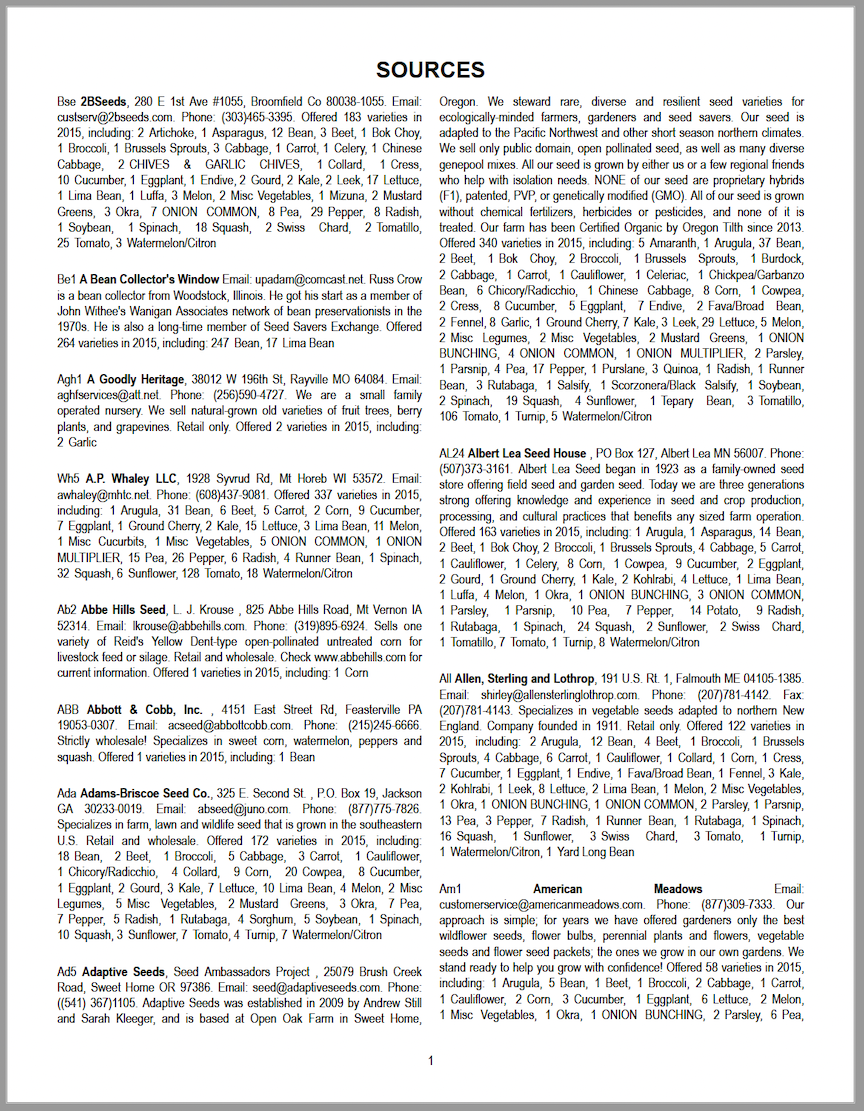 SOURCES
Bse 2BSeeds, 280 E 1st Ave #1055, Broomfield Co 80038-1055. Email:
custserv@2bseeds.com. Phone: (303)465-3395. Offered 183 varieties in
2015, including: 2 Artichoke, 1 Asparagus, 12 Bean, 3 Beet, 1 Bok Choy,
1 Broccoli, 1 Brussels Sprouts, 3 Cabbage, 1 Carrot, 1 Celery, 1 Chinese
Cabbage, 2 CHIVES & GARLIC CHIVES, 1 Collard, 1 Cress,
10 Cucumber, 1 Eggplant, 1 Endive, 2 Gourd, 2 Kale, 2 Leek, 17 Lettuce,
1 Lima Bean, 1 Luffa, 3 Melon, 2 Misc Vegetables, 1 Mizuna, 2 Mustard
Greens, 3 Okra, 7 ONION COMMON, 8 Pea, 29 Pepper, 8 Radish,
1 Soybean, 1 Spinach, 18 Squash, 2 Swiss Chard, 2 Tomatillo,
25 Tomato, 3 Watermelon/Citron
Be1 A Bean Collector's Window Email: upadam@comcast.net. Russ Crow
is a bean collector from Woodstock, Illinois. He got his start as a member of
John Withee's Wanigan Associates network of bean preservationists in the
1970s. He is also a long-time member of Seed Savers Exchange. Offered
264 varieties in 2015, including: 247 Bean, 17 Lima Bean
Agh1 A Goodly Heritage, 38012 W 196th St, Rayville MO 64084. Email:
aghfservices@att.net. Phone: (256)590-4727. We are a small family
operated nursery. We sell natural-grown old varieties of fruit trees, berry
plants, and grapevines. Retail only. Offered 2 varieties in 2015, including:
2 Garlic
Wh5 A.P. Whaley LLC, 1928 Syvrud Rd, Mt Horeb WI 53572. Email:
awhaley@mhtc.net. Phone: (608)437-9081. Offered 337 varieties in 2015,
including: 1 Arugula, 31 Bean, 6 Beet, 5 Carrot, 2 Corn, 9 Cucumber,
7 Eggplant, 1 Ground Cherry, 2 Kale, 15 Lettuce, 3 Lima Bean, 11 Melon,
1 Misc Cucurbits, 1 Misc Vegetables, 5 ONION COMMON, 1 ONION
MULTIPLIER, 15 Pea, 26 Pepper, 6 Radish, 4 Runner Bean, 1 Spinach,
32 Squash, 6 Sunflower, 128 Tomato, 18 Watermelon/Citron
Ab2 Abbe Hills Seed, L. J. Krouse , 825 Abbe Hills Road, Mt Vernon IA
52314. Email: lkrouse@abbehills.com. Phone: (319)895-6924. Sells one
variety of Reid's Yellow Dent-type open-pollinated untreated corn for
livestock feed or silage. Retail and wholesale. Check www.abbehills.com for
current information. Offered 1 varieties in 2015, including: 1 Corn
ABB Abbott & Cobb, Inc. , 4151 East Street Rd, Feasterville PA
19053-0307. Email: acseed@abbottcobb.com. Phone: (215)245-6666.
Strictly wholesale! Specializes in sweet corn, watermelon, peppers and
squash. Offered 1 varieties in 2015, including: 1 Bean
Ada Adams-Briscoe Seed Co., 325 E. Second St. , P.O. Box 19, Jackson
GA 30233-0019. Email: abseed@juno.com. Phone: (877)775-7826.
Specializes in farm, lawn and wildlife seed that is grown in the southeastern
U.S. Retail and wholesale. Offered 172 varieties in 2015, including:
18 Bean, 2 Beet, 1 Broccoli, 5 Cabbage, 3 Carrot, 1 Cauliflower,
1 Chicory/Radicchio, 4 Collard, 9 Corn, 20 Cowpea, 8 Cucumber,
1 Eggplant, 2 Gourd, 3 Kale, 7 Lettuce, 10 Lima Bean, 4 Melon, 2 Misc
Legumes, 5 Misc Vegetables, 2 Mustard Greens, 3 Okra, 7 Pea,
7 Pepper, 5 Radish, 1 Rutabaga, 4 Sorghum, 5 Soybean, 1 Spinach,
10 Squash, 3 Sunflower, 7 Tomato, 4 Turnip, 7 Watermelon/Citron
Ad5 Adaptive Seeds, Seed Ambassadors Project , 25079 Brush Creek
Road, Sweet Home OR 97386. Email: seed@adaptiveseeds.com. Phone:
((541) 367)1105. Adaptive Seeds was established in 2009 by Andrew Still
and Sarah Kleeger, and is based at Open Oak Farm in Sweet Home,
Oregon. We steward rare, diverse and resilient seed varieties for
ecologically-minded farmers, gardeners and seed savers. Our seed is
adapted to the Pacific Northwest and other short season northern climates.
We sell only public domain, open pollinated seed, as well as many diverse
genepool mixes. All our seed is grown by either us or a few regional friends
who help with isolation needs. NONE of our seed are proprietary hybrids
(F1), patented, PVP, or genetically modified (GMO). All of our seed is grown
without chemical fertilizers, herbicides or pesticides, and none of it is
treated. Our farm has been Certified Organic by Oregon Tilth since 2013.
Offered 340 varieties in 2015, including: 5 Amaranth, 1 Arugula, 37 Bean,
2 Beet, 1 Bok Choy, 2 Broccoli, 1 Brussels Sprouts, 1 Burdock,
2 Cabbage, 1 Carrot, 1 Cauliflower, 1 Celeriac, 1 Chickpea/Garbanzo
Bean, 6 Chicory/Radicchio, 1 Chinese Cabbage, 8 Corn, 1 Cowpea,
2 Cress, 8 Cucumber, 5 Eggplant, 7 Endive, 2 Fava/Broad Bean,
2 Fennel, 8 Garlic, 1 Ground Cherry, 7 Kale, 3 Leek, 29 Lettuce, 5 Melon,
2 Misc Legumes, 2 Misc Vegetables, 2 Mustard Greens, 1 ONION
BUNCHING, 4 ONION COMMON, 1 ONION MULTIPLIER, 2 Parsley,
1 Parsnip, 4 Pea, 17 Pepper, 1 Purslane, 3 Quinoa, 1 Radish, 1 Runner
Bean, 3 Rutabaga, 1 Salsify, 1 Scorzonera/Black Salsify, 1 Soybean,
2 Spinach, 19 Squash, 4 Sunflower, 1 Tepary Bean, 3 Tomatillo,
106 Tomato, 1 Turnip, 5 Watermelon/Citron
AL24 Albert Lea Seed House , PO Box 127, Albert Lea MN 56007. Phone:
(507)373-3161. Albert Lea Seed began in 1923 as a family-owned seed
store offering field seed and garden seed. Today we are three generations
strong offering knowledge and experience in seed and crop production,
processing, and cultural practices that benefits any sized farm operation.
Offered 163 varieties in 2015, including: 1 Arugula, 1 Asparagus, 14 Bean,
2 Beet, 1 Bok Choy, 2 Broccoli, 1 Brussels Sprouts, 4 Cabbage, 5 Carrot,
1 Cauliflower, 1 Celery, 8 Corn, 1 Cowpea, 9 Cucumber, 2 Eggplant,
2 Gourd, 1 Ground Cherry, 1 Kale, 2 Kohlrabi, 4 Lettuce, 1 Lima Bean,
1 Luffa, 4 Melon, 1 Okra, 1 ONION BUNCHING, 3 ONION COMMON,
1 Parsley, 1 Parsnip, 10 Pea, 7 Pepper, 14 Potato, 9 Radish,
1 Rutabaga, 1 Spinach, 24 Squash, 2 Sunflower, 2 Swiss Chard,
1 Tomatillo, 7 Tomato, 1 Turnip, 8 Watermelon/Citron
All Allen, Sterling and Lothrop, 191 U.S. Rt. 1, Falmouth ME 04105-1385.
Email: shirley@allensterlinglothrop.com. Phone: (207)781-4142. Fax:
(207)781-4143. Specializes in vegetable seeds adapted to northern New
England. Company founded in 1911. Retail only. Offered 122 varieties in
2015, including: 2 Arugula, 12 Bean, 4 Beet, 1 Broccoli, 1 Brussels
Sprouts, 4 Cabbage, 6 Carrot, 1 Cauliflower, 1 Collard, 1 Corn, 1 Cress,
7 Cucumber, 1 Eggplant, 1 Endive, 1 Fava/Broad Bean, 1 Fennel, 3 Kale,
2 Kohlrabi, 1 Leek, 8 Lettuce, 2 Lima Bean, 1 Melon, 2 Misc Vegetables,
1 Okra, 1 ONION BUNCHING, 1 ONION COMMON, 2 Parsley, 1 Parsnip,
13 Pea, 3 Pepper, 7 Radish, 1 Runner Bean, 1 Rutabaga, 1 Spinach,
16 Squash, 1 Sunflower, 3 Swiss Chard, 3 Tomato, 1 Turnip,
1 Watermelon/Citron, 1 Yard Long Bean
Am1 American Meadows Email:
customerservice@americanmeadows.com. Phone: (877)309-7333. Our
approach is simple; for years we have offered gardeners only the best
wildflower seeds, flower bulbs, perennial plants and flowers, vegetable
seeds and flower seed packets; the ones we grow in our own gardens. We
stand ready to help you grow with confidence! Offered 58 varieties in 2015,
including: 1 Arugula, 5 Bean, 1 Beet, 1 Broccoli, 2 Cabbage, 1 Carrot,
1 Cauliflower, 2 Corn, 3 Cucumber, 1 Eggplant, 6 Lettuce, 2 Melon,
1 Misc Vegetables, 1 Okra, 1 ONION BUNCHING, 2 Parsley, 6 Pea,
1